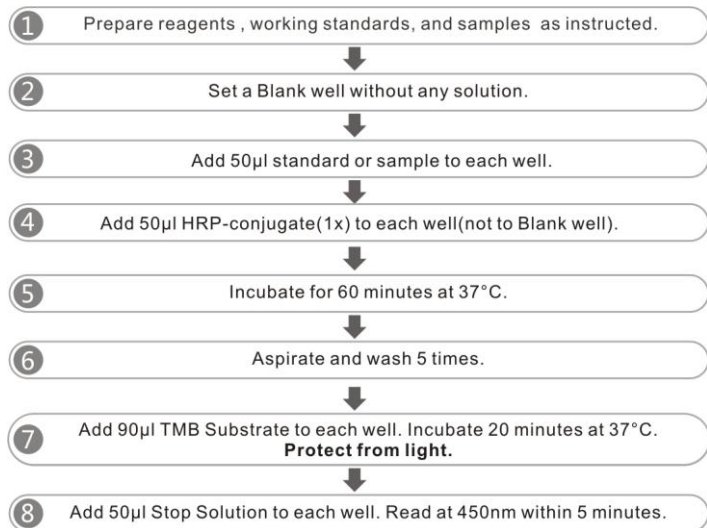 1 Prepare reagents , working standards, and samples as instructed.
2 Set a Blank well without any solution.
3 Add 50µl standard or sample to each well.
4 Add 50µl HRP-conjugate(1x) to each well(not to Blank well).
5 Incubate for 60 minutes at 37°C.
6 Aspirate and wash 5 times.
7 Add 90µl TMB Substrate to each well. Incubate 20 minutes at 37°C.
Protect from light.
8 Add 50µl Stop Solution to each well. Read at 450nm within 5 minutes.